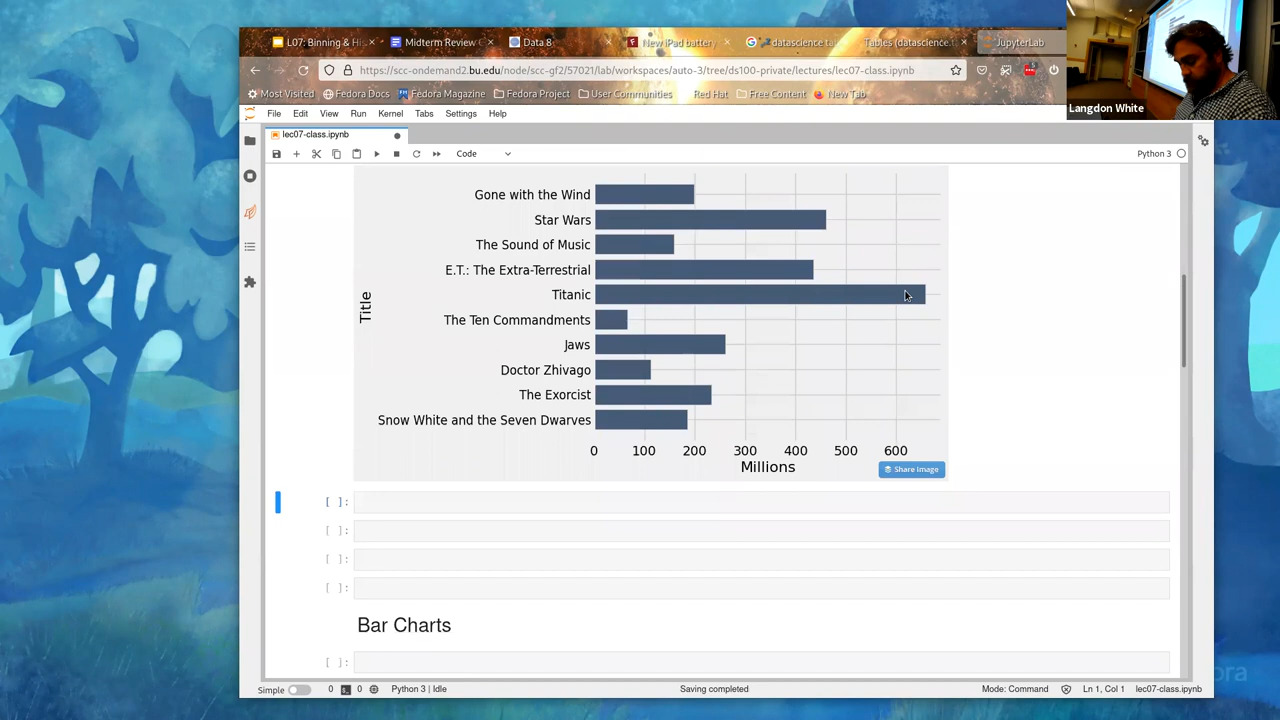 L07: Binning & Hi
Midterm Review
Data 8
New iPad battery
datascience ta
Tables (datascience.
JupyterLab
https://scc-ondemand2.bu.edu/node/scc-gf2/57021/lab/workspaces/auto-3/tree/ds100-private/lectures/lec07-class.ipynb
Most Visited
Fedora Docs
Fedora Magazine
Fedora Project
User Communities
Red Hat
Free Content
New Tab
Langdon White
File Edit View Run Kernel Tabs Settings Help
lec07-class.ipynb
Code
Python 3
Title
Gone with the Wind
Star Wars
The Sound of Music
E.T.: The Extra-Terrestrial
Titanic
The Ten Commandments
Jaws
Doctor Zhivago
The Exorcist
Snow White and the Seven Dwarves
0 100 200 300 400 500 600
Millions
Share Image
[ ]:
[ ]:
[ ]:
[ ]:
Bar Charts
[ ]:
Simple 0 0 Python 3 | Idle Saving completed Mode: Command Ln 1, Col 1 lec07-class.ipynb